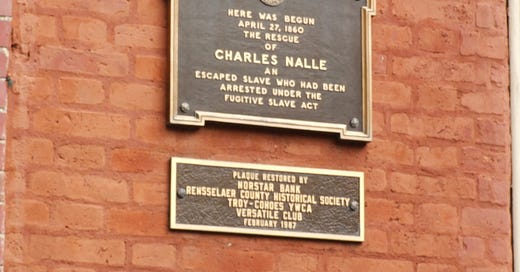 HERE WAS BEGUN
APRIL 27, 1860
THE RESCUE
OF
CHARLES NALLE
AN
ESCAPED SLAVE WHO HAD BEEN
ARRESTED UNDER THE
FUGITIVE SLAVE ACT
PLAQUE RESTORED BY
NORSTAR BANK
RENSSELAER COUNTY HISTORICAL SOCIETY
TROY-COHOES YWCA
VERSATILE CLUB
FEBRUARY 1987